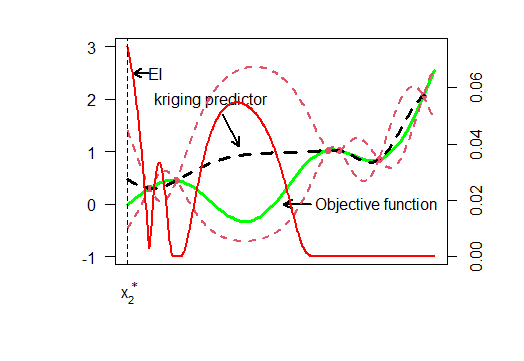 3
2
1
0
-1
EI
kriging predictor
Objective function
0.06
0.04
0.02
0.00
x₂*